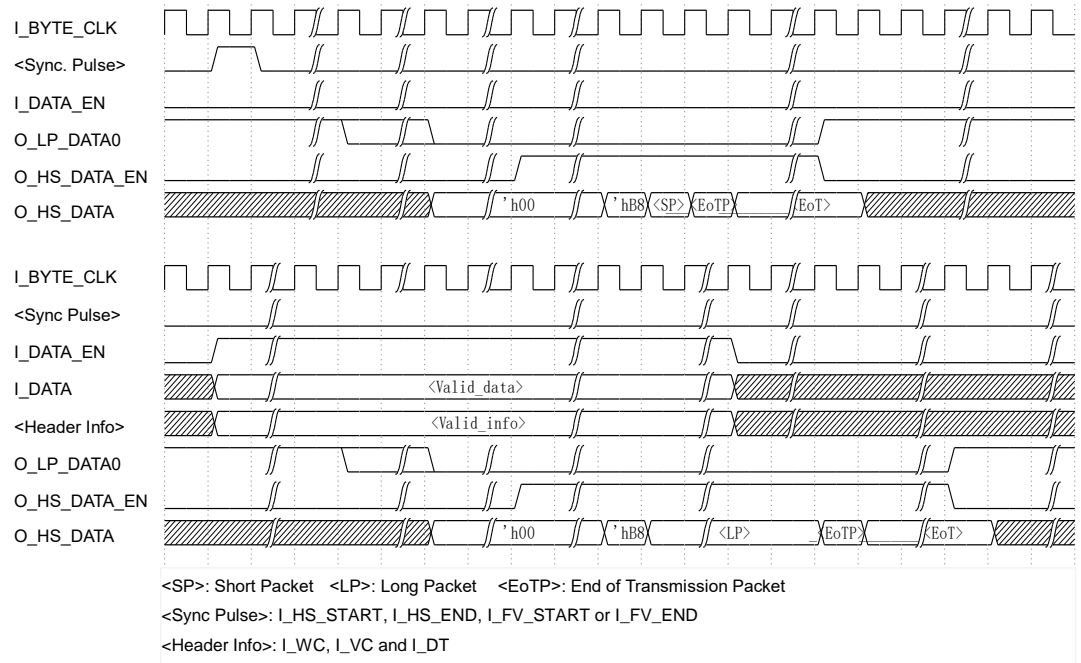 I_BYTE_CLK
<Sync. Pulse>
I_DATA_EN
O_LP_DATA0
O_HS_DATA_EN
O_HS_DATA 'h00 'hB8 <SP> <EoTP> <EoT>
I_BYTE_CLK
<Sync Pulse>
I_DATA_EN
I_DATA <Valid_data>
<Header Info> <Valid_info>
O_LP_DATA0
O_HS_DATA_EN
O_HS_DATA 'h00 'hB8 <LP> <EoTP> <EoT>
<SP>: Short Packet <LP>: Long Packet <EoTP>: End of Transmission Packet
<Sync Pulse>: I_HS_START, I_HS_END, I_FV_START or I_FV_END
<Header Info>: I_WC, I_VC and I_DT